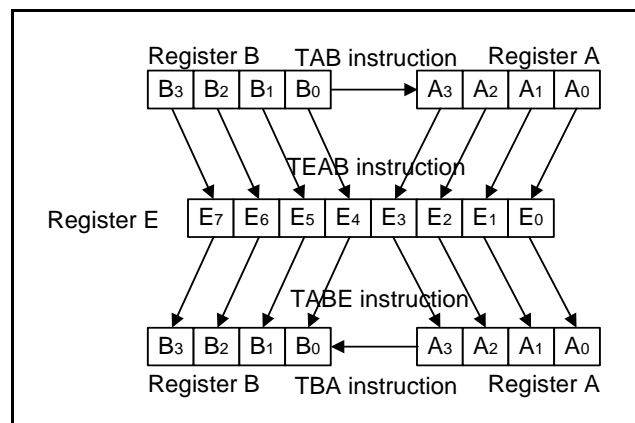 Register B TAB instruction Register A
B3 B2 B1 B0 A3 A2 A1 A0
TEAB instruction
Register E E7 E6 E5 E4 E3 E2 E1 E0
TABE instruction
B3 B2 B1 B0 A3 A2 A1 A0
Register B TBA instruction Register A